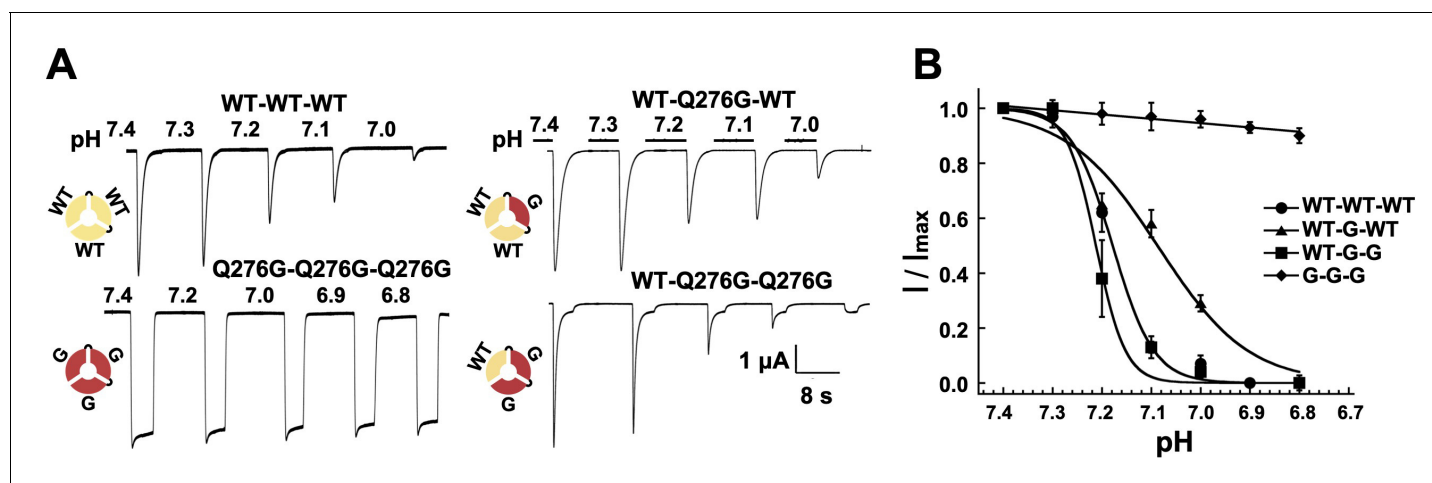 A
WT-WT-WT
pH 7.4 7.3 7.2 7.1 7.0
WT WT
WT
Q276G-Q276G-Q276G
7.4 7.2 7.0 6.9 6.8
G G
G
WT-Q276G-WT
pH 7.4 7.3 7.2 7.1 7.0
WT G
WT
WT-Q276G-Q276G
WT G
G
1 µA
8 s
B
I / Imax
1.0
0.8
0.6
0.4
0.2
0.0
7.4 7.3 7.2 7.1 7.0 6.9 6.8 6.7
pH
WT-WT-WT
WT-G-WT
WT-G-G
G-G-G